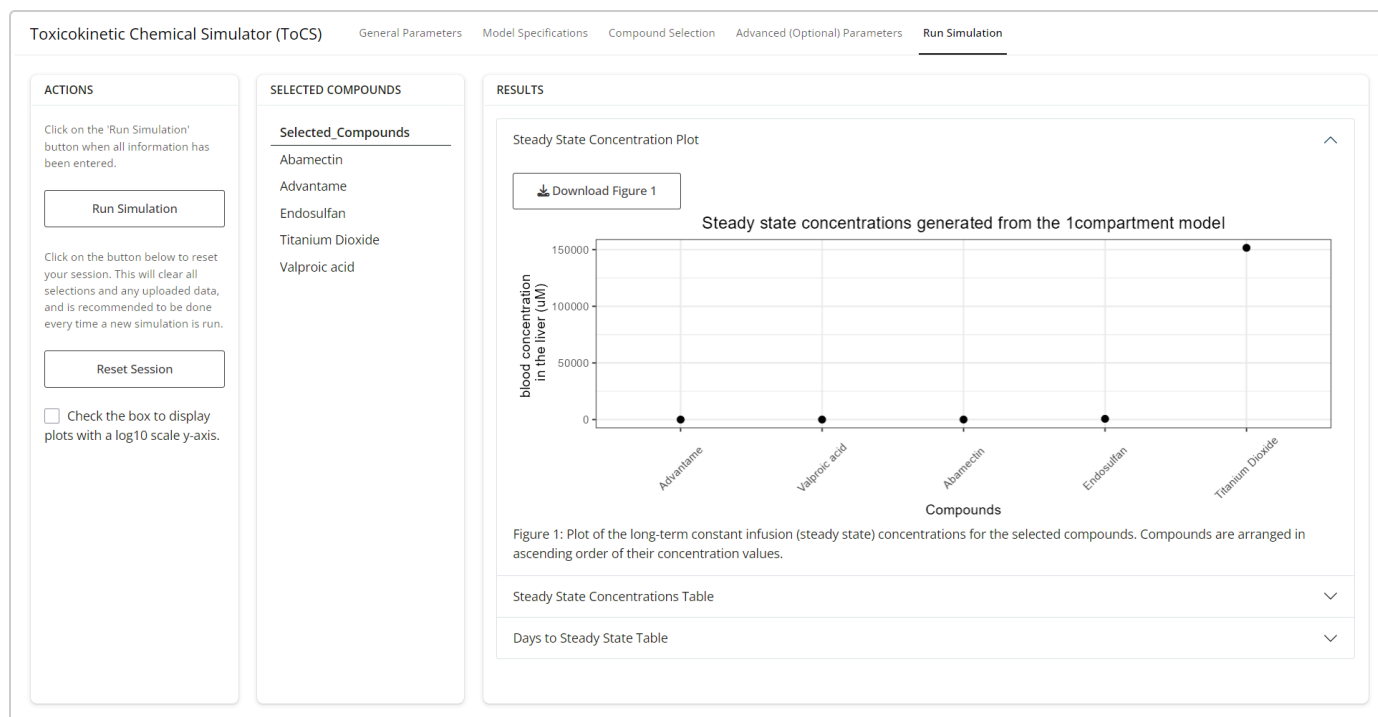 Toxicokinetic Chemical Simulator (ToCS)
General Parameters
Model Specifications
Compound Selection
Advanced (Optional) Parameters
Run Simulation
ACTIONS
Click on the 'Run Simulation'
button when all information has
been entered.
Run Simulation
Click on the button below to reset
your session. This will clear all
selections and any uploaded data,
and is recommended to be done
every time a new simulation is run.
Reset Session
Check the box to display
plots with a log10 scale y-axis.
SELECTED COMPOUNDS
Selected_Compounds
Abamectin
Advantame
Endosulfan
Titanium Dioxide
Valproic acid
RESULTS
Steady State Concentration Plot
Download Figure 1
Steady state concentrations generated from the 1compartment model
blood concentration
in the liver (uM)
150000
100000
50000
0
Advantame
Valproic acid
Abamectin
Endosulfan
Titanium Dioxide
Compounds
Figure 1: Plot of the long-term constant infusion (steady state) concentrations for the selected compounds. Compounds are arranged in
ascending order of their concentration values.
Steady State Concentrations Table
Days to Steady State Table